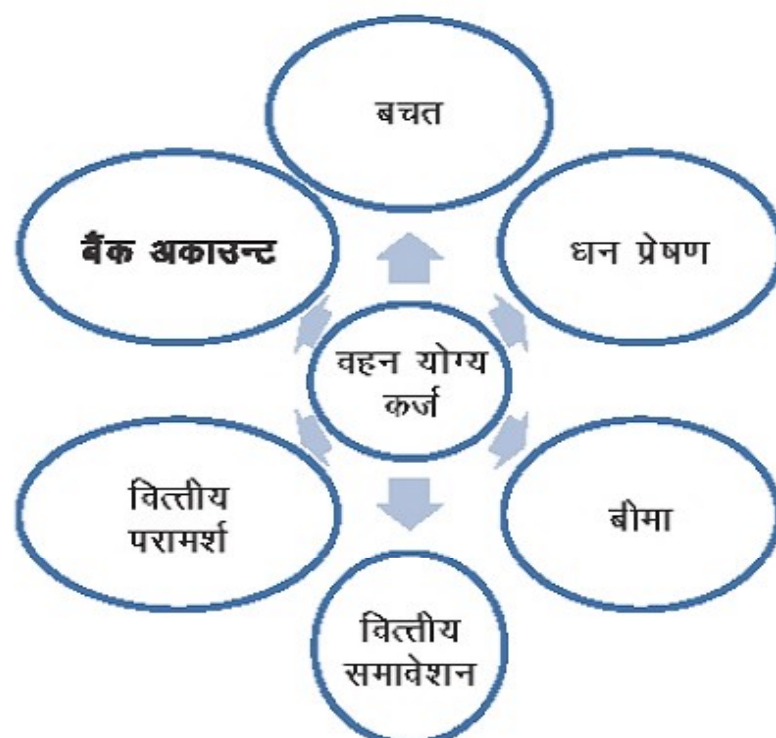 बचत
बैंक अकाउन्ट
धन प्रेषण
वहन योग्य
कर्ज
वित्तीय
परामर्श
बीमा
वित्तीय
समावेशन